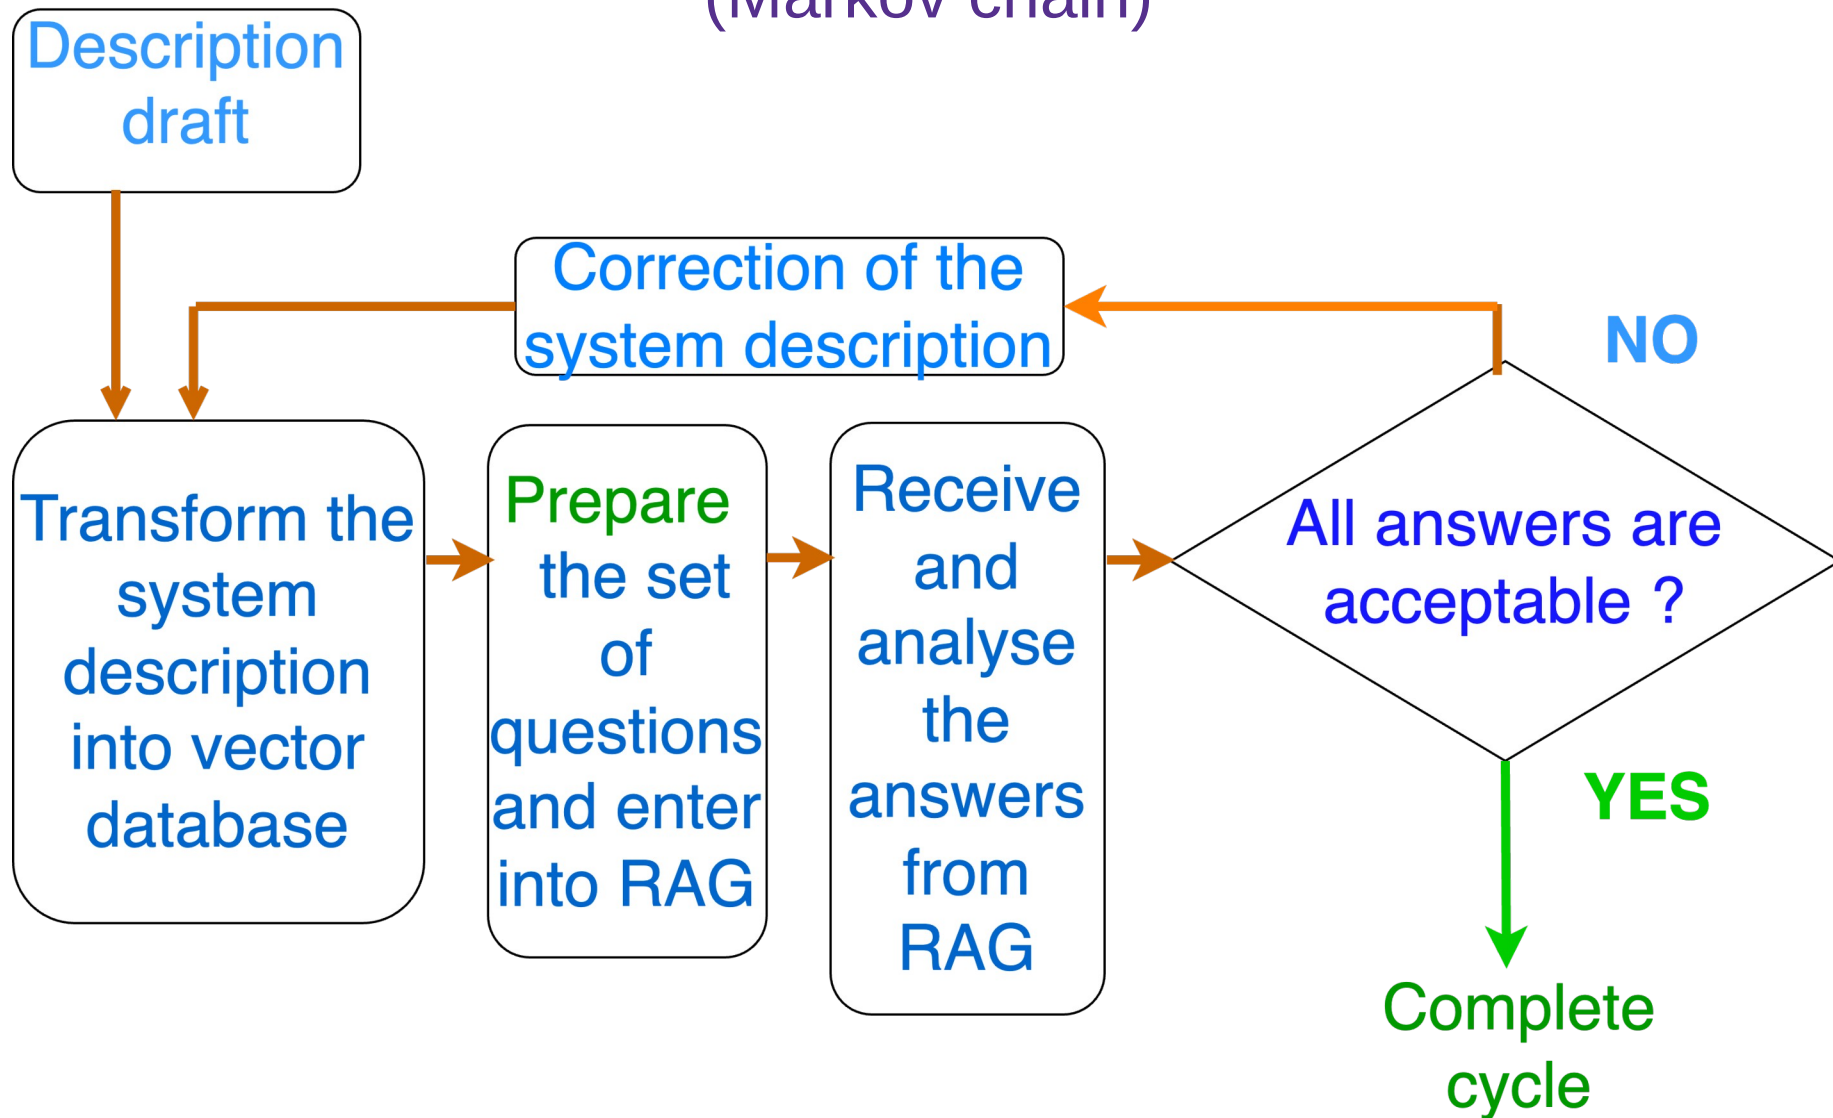 (Markov chain)
Description
draft
Correction of the
system description
NO
Transform the
system
description
into vector
database
Prepare
the set
of
questions
and enter
into RAG
Receive
and
analyse
the
answers
from
RAG
All answers are
acceptable ?
YES
Complete
cycle